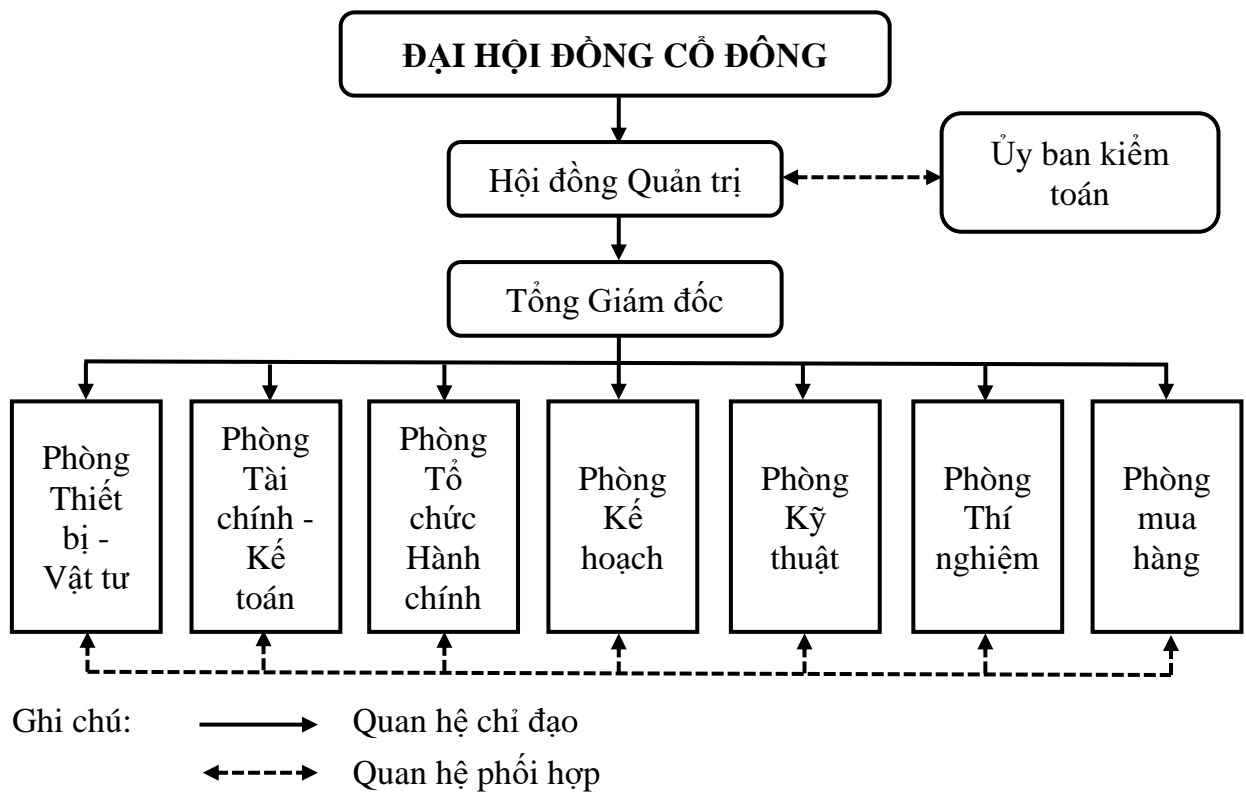 ĐẠI HỘI ĐỒNG CỔ ĐÔNG
Hội đồng Quản trị
Ủy ban kiểm
toán
Tổng Giám đốc
Phòng
Thiết
bị -
Vật tư
Phòng
Tài
chính -
Kế
toán
Phòng
Tổ
chức
Hành
chính
Phòng
Kế
hoạch
Phòng
Kỹ
thuật
Phòng
Thí
nghiệm
Phòng
mua
hàng
Ghi chú:
Quan hệ chỉ đạo
Quan hệ phối hợp